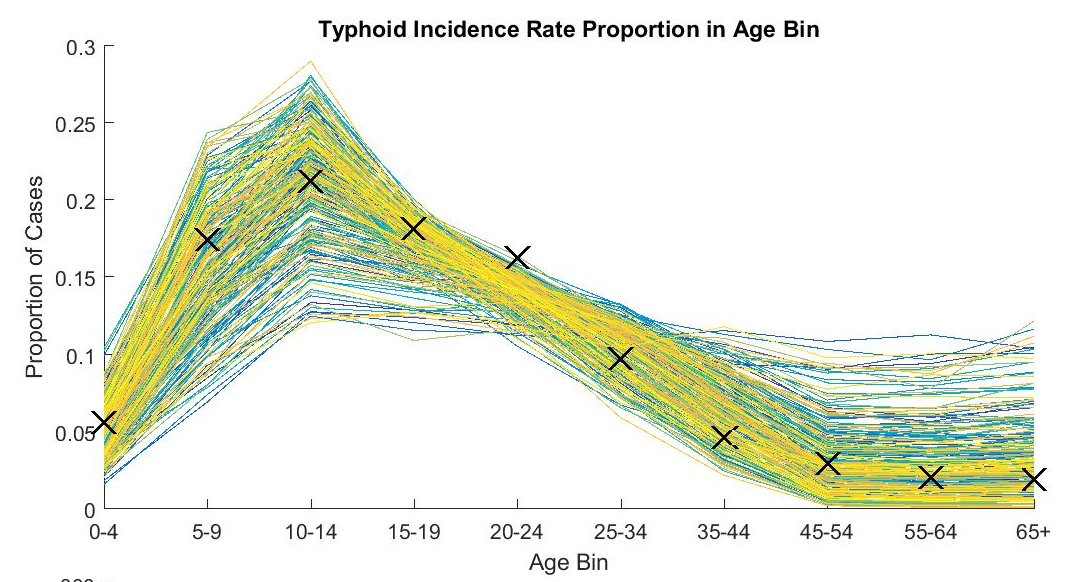 Typhoid Incidence Rate Proportion in Age Bin
0.3
0.25
0.2
0.15
0.1
0.05
0
Proportion of Cases
0-4 5-9 10-14 15-19 20-24 25-34 35-44 45-54 55-64 65+
Age Bin